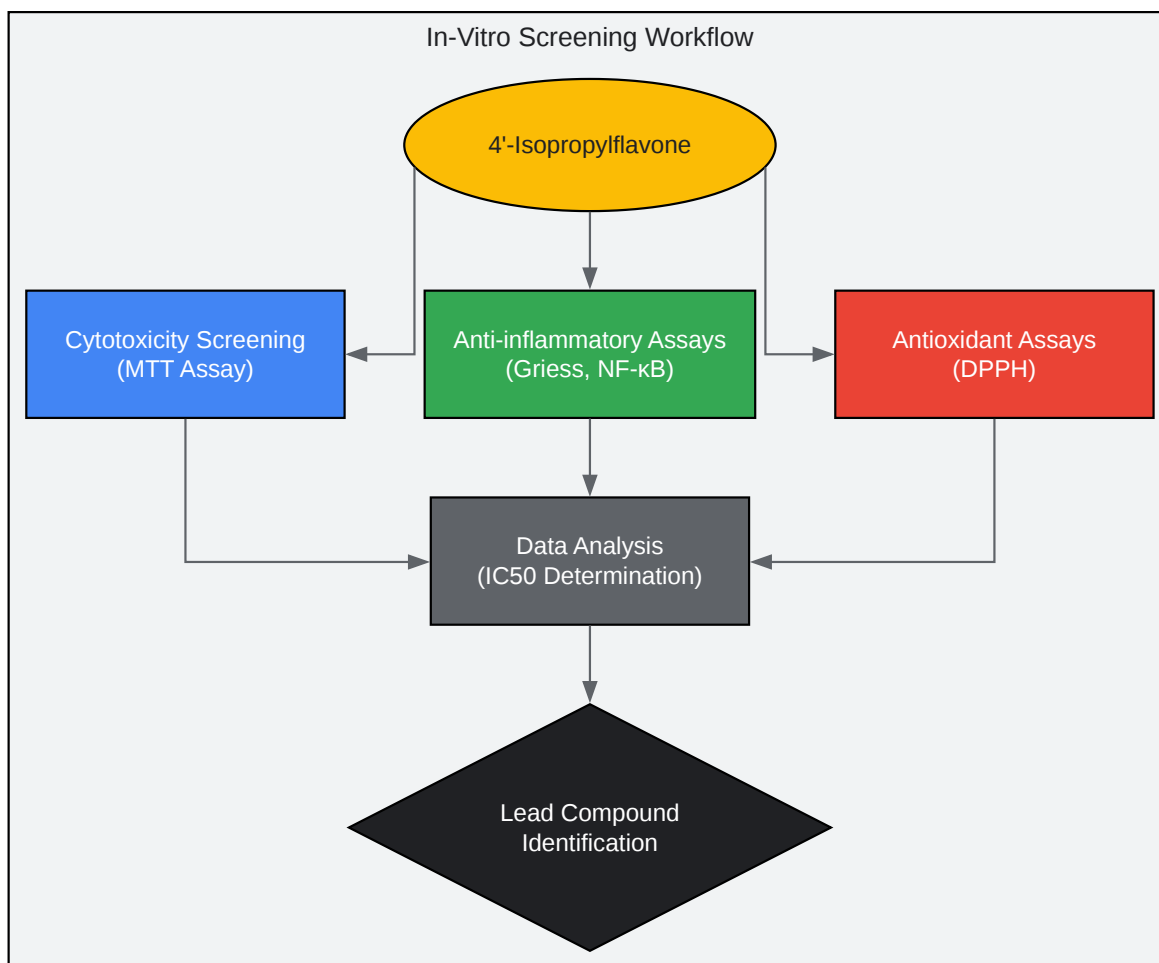 In-Vitro Screening Workflow
4'-Isopropylflavone
Cytotoxicity Screening
(MTT Assay)
Anti-inflammatory Assays
(Griess, NF-κB)
Antioxidant Assays
(DPPH)
Data Analysis
(IC50 Determination)
Lead Compound
Identification